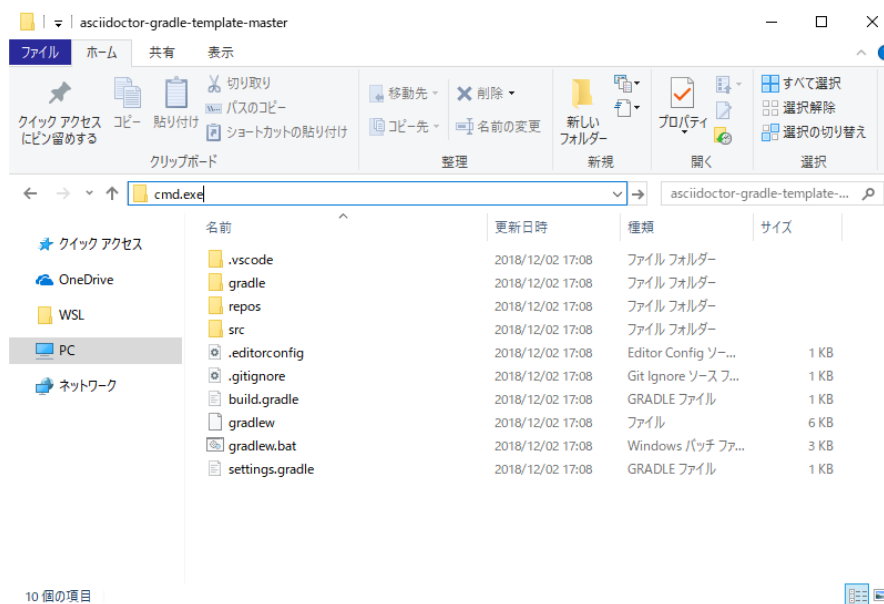 asciidoctor-gradle-template-master
ファイル ホーム 共有 表示
クイック アクセス
にピン留めする
コピー
貼り付け
切り取り
パスのコピー
ショートカットの貼り付け
クリップボード
移動先
コピー先
削除
名前の変更
整理
新しい
フォルダー
新規
プロパティ
開く
すべて選択
選択解除
選択の切り替え
選択
cmd.exe
asciidoctor-gradle-template-...
クイック アクセス
OneDrive
WSL
PC
ネットワーク
名前 更新日時 種類 サイズ
.vscode 2018/12/02 17:08 ファイル フォルダー
gradle 2018/12/02 17:08 ファイル フォルダー
repos 2018/12/02 17:08 ファイル フォルダー
src 2018/12/02 17:08 ファイル フォルダー
.editorconfig 2018/12/02 17:08 Editor Config ソー... 1 KB
.gitignore 2018/12/02 17:08 Git Ignore ソース フ... 1 KB
build.gradle 2018/12/02 17:08 GRADLE ファイル 1 KB
gradlew 2018/12/02 17:08 ファイル 6 KB
gradlew.bat 2018/12/02 17:08 Windows バッチ ファ... 3 KB
settings.gradle 2018/12/02 17:08 GRADLE ファイル 1 KB
10 個の項目